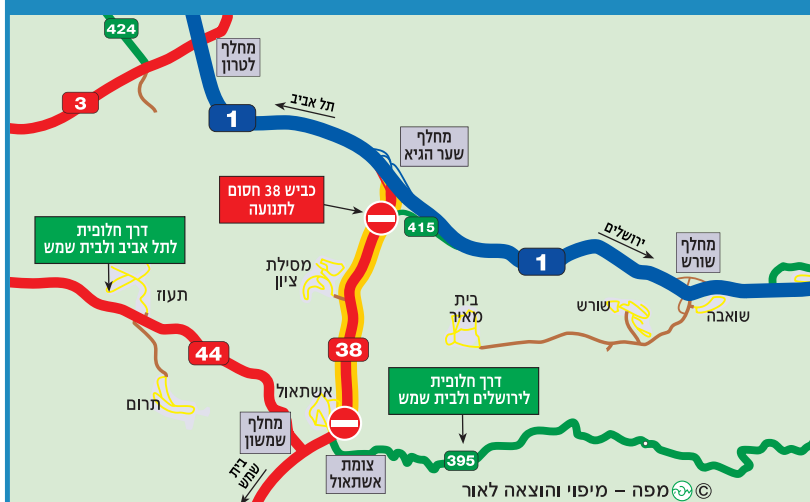 424
מחלף
לטרון
3
תל אביב
1
מחלף
שער הגיא
כביש 38 חסום
לתנועה
415
דרך חלופית
לתל אביב ולבית שמש
מסילת
ציון
1
ירושלים
מחלף
שורש
תעוז
בית
מאיר
שורש
שואבה
44
38
דרך חלופית
לירושלים ולבית שמש
תרום
אשתאול
מחלף
שמשון
בית
שמש
צומת
אשתאול
395
© מפה – מיפוי והוצאה לאור